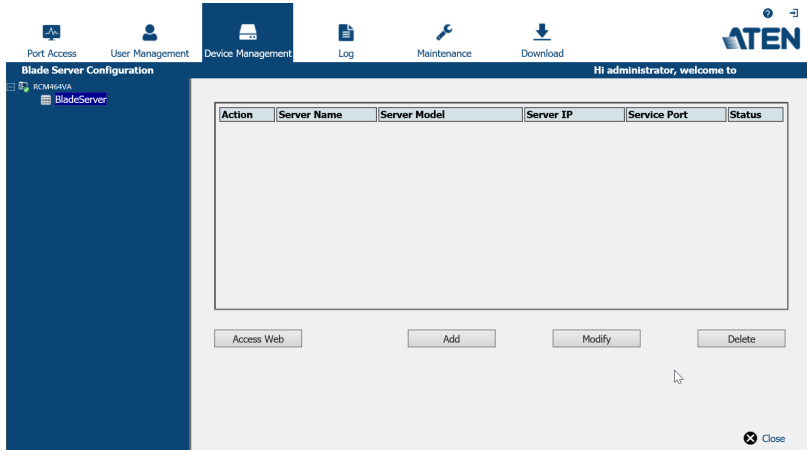 ATEN
Port Access User Management Device Management Log Maintenance Download
Blade Server Configuration Hi administrator, welcome to
RCM464VA
BladeServer
Action Server Name Server Model Server IP Service Port Status
Access Web Add Modify Delete
Close